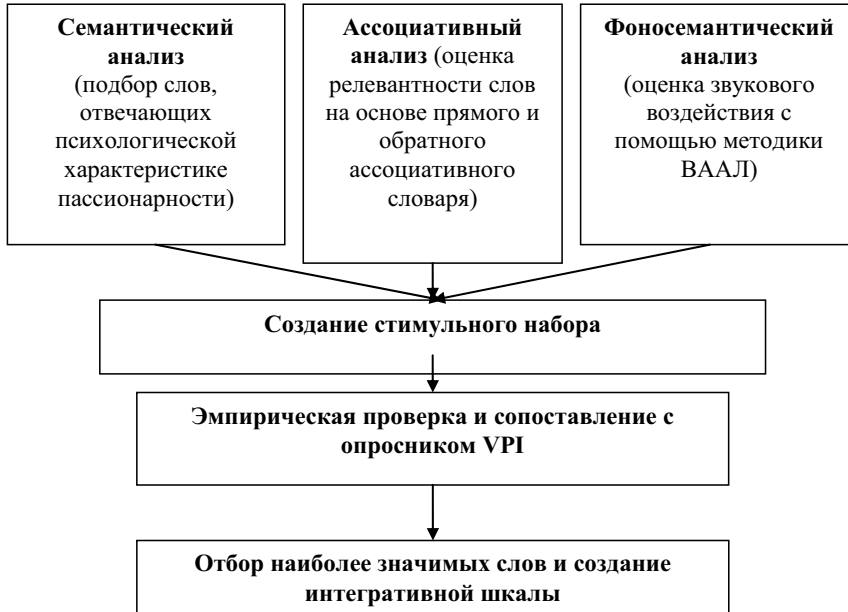 Семантический
анализ
(подбор слов,
отвечающих
психологической
характеристике
пассионарности)
Ассоциативный
анализ (оценка
релевантности слов
на основе прямого и
обратного
ассоциативного
словаря)
Фоносемантический
анализ
(оценка звукового
воздействия с
помощью методики
ВААЛ)
Создание стимульного набора
Эмпирическая проверка и сопоставление с
опросником VPI
Отбор наиболее значимых слов и создание
интегративной шкалы